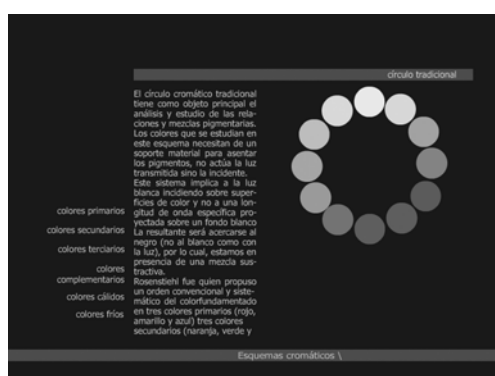 círculo tradicional
El círculo cromático tradicional
tiene como objeto principal el
análisis y estudio de las rela-
ciones y mezclas pigmentarias.
Los colores que se estudian en
este esquema necesitan de un
soporte material para asentar
los pigmentos, no actúa la luz
transmitida sino la incidente.
Este sistema implica a la luz
blanca incidiendo sobre super-
ficies de color y no a una lon-
gitud de onda específica pro-
yectada sobre un fondo blanco
La resultante será acercarse al
negro (no al blanco como con
la luz), por lo cual, estamos en
presencia de una mezcla sus-
tractiva.
Rosenstiehl fue quien propuso
un orden convencional y siste-
mático del colorfundamentado
en tres colores primarios (rojo,
amarillo y azul) tres colores
secundarios (naranja, verde y
colores primarios
colores secundarios
colores terciarios
colores
complementarios
colores cálidos
colores fríos
Esquemas cromáticos \